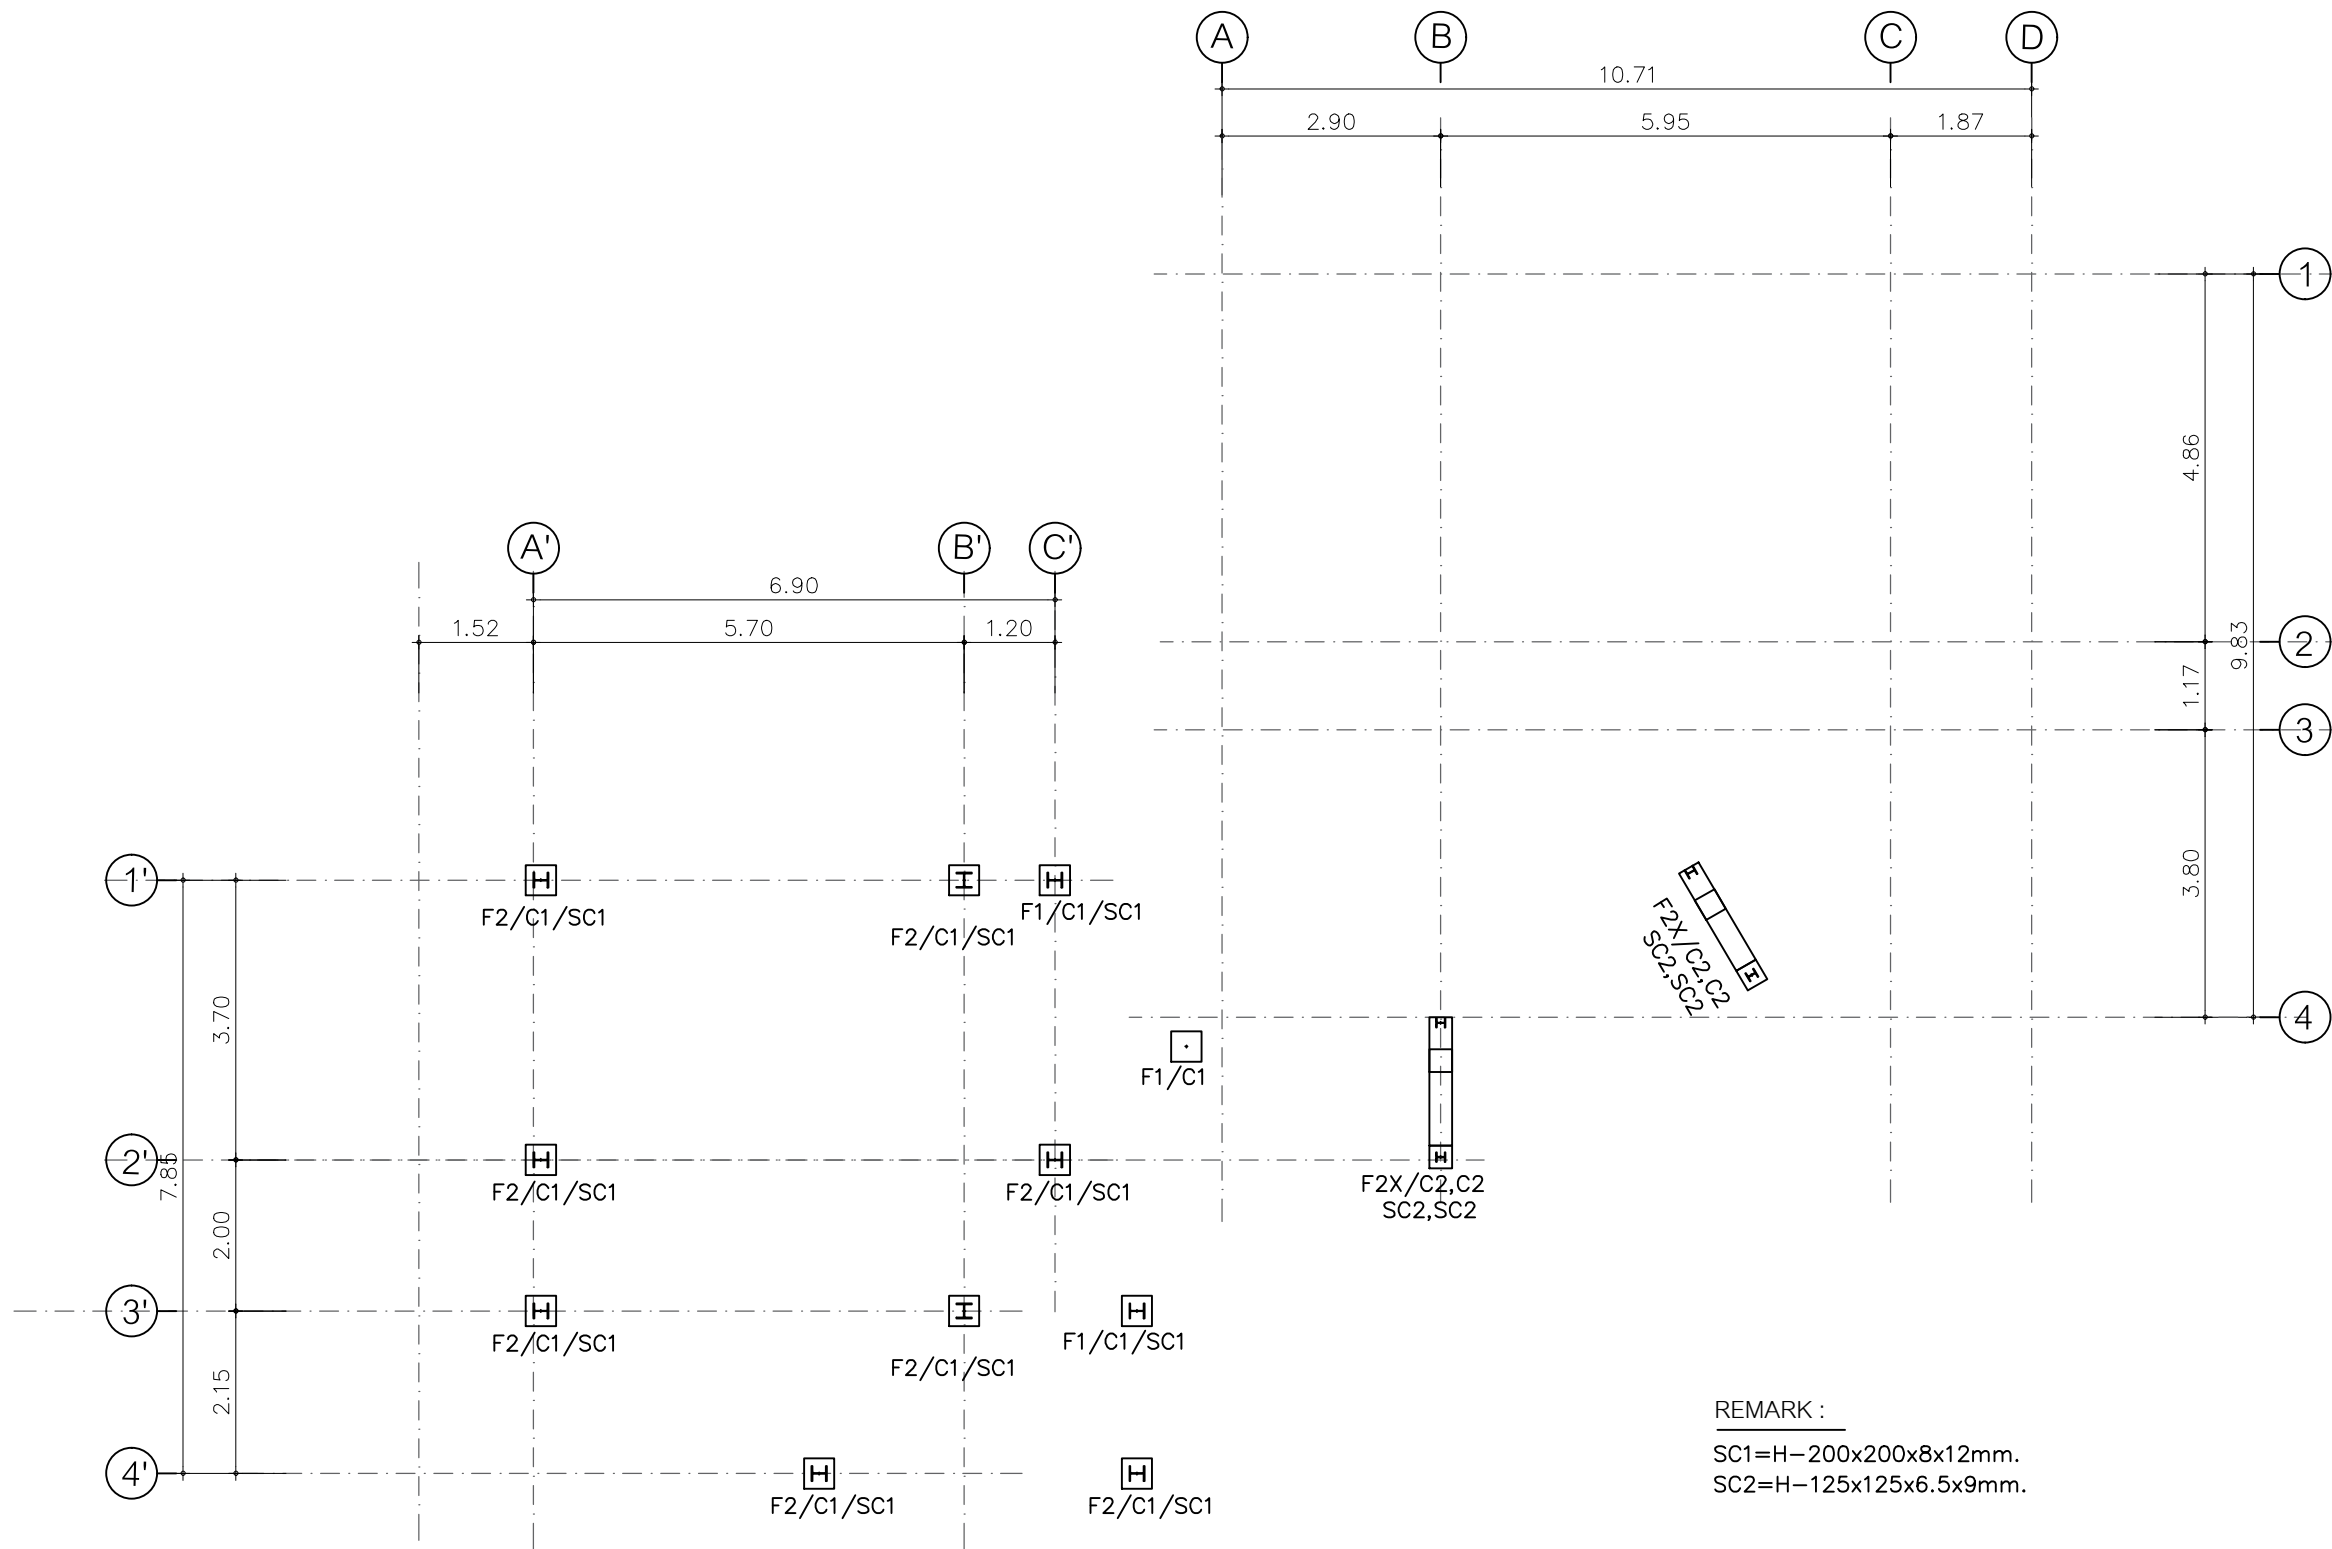 A B C D
10.71
2.90 5.95 1.87
1
4.86
2
9.83
1.17
3
3.80
4
A' B' C'
6.90
1.52 5.70 1.20
1'
F2/C1/SC1
F2/C1/SC1
F1/C1/SC1
3.70
F2X/C2,C2
SC2,SC2
F1/C1
2'
7.85
F2/C1/SC1
F2/C1/SC1
F2X/C2,C2
SC2,SC2
2.00
3'
F2/C1/SC1
F2/C1/SC1
F1/C1/SC1
2.15
4'
F2/C1/SC1
F2/C1/SC1
REMARK :
SC1=H-200x200x8x12mm.
SC2=H-125x125x6.5x9mm.